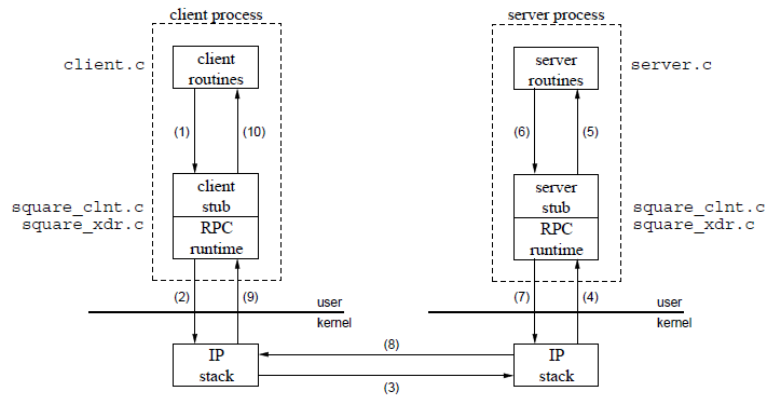 client process
server process
client.c
client
routines
server
routines
server.c
(1)
(10)
(6)
(5)
square_clnt.c
square_xdr.c
client
stub
RPC
runtime
server
stub
RPC
runtime
square_clnt.c
square_xdr.c
(2)
(9)
user
kernel
(7)
(4)
user
kernel
IP
stack
(8)
(3)
IP
stack